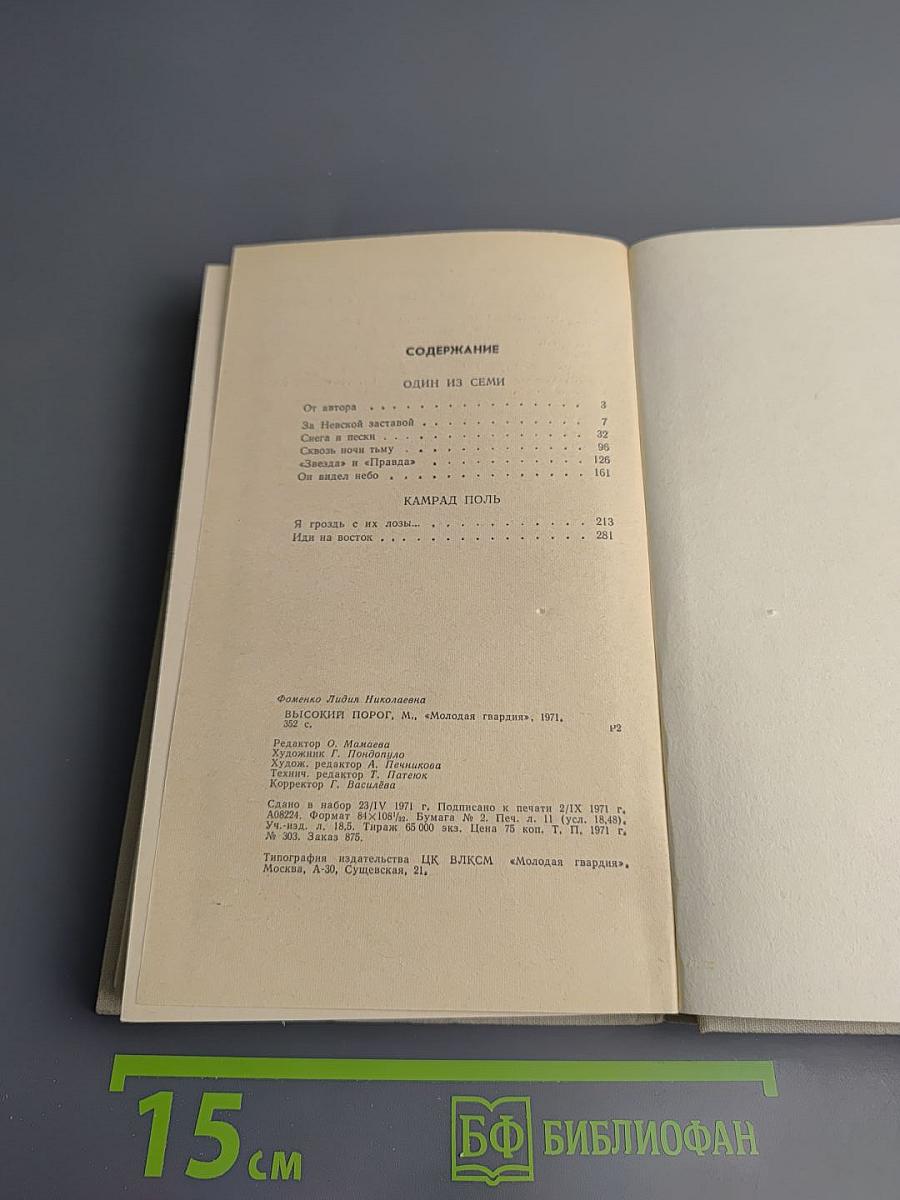 СОДЕРЖАНИЕ
ОДИН ИЗ СЕМИ
От автора . . . . . . . . . . . . . . . . 3
За Невской заставой . . . . . . . . . . . . 7
Снега и пески . . . . . . . . . . . . . . . 32
Сквозь ночи тьму . . . . . . . . . . . . . 96
«Звезда» и «Правда» . . . . . . . . . . . . 126
Он видел небо . . . . . . . . . . . . . . 161
КАМРАД ПОЛЬ
Я гроздь с их лозы... . . . . . . . . . . . . 213
Иди на восток . . . . . . . . . . . . . . . 281
Фоменко Лидия Николаевна
ВЫСОКИЙ ПОРОГ. М., «Молодая гвардия», 1971.
352 с.
Р2
Редактор О. Мамаева
Художник Г. Пондопуло
Худож. редактор А. Печникова
Технич. редактор Т. Патеюк
Корректор Г. Василёва
Сдано в набор 23/IV 1971 г. Подписано к печати 2/IX 1971 г.
А08224. Формат 84×108¹/₃₂. Бумага № 2. Печ. л. 11 (усл. 18,48).
Уч.-изд. л. 18,5. Тираж 65 000 экз. Цена 75 коп. Т. П. 1971 г.
№ 303. Заказ 875.
Типография издательства ЦК ВЛКСМ «Молодая гвардия».
Москва, А-30, Сущевская, 21.
15 см
БФ БИБЛИОФАН